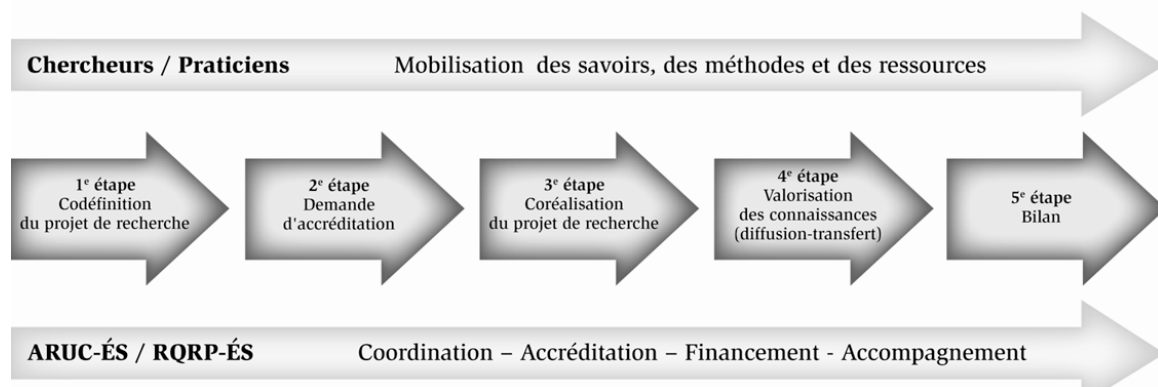 Chercheurs / Praticiens Mobilisation des savoirs, des méthodes et des ressources
1e étape
Codéfinition
du projet de recherche
2e étape
Demande
d'accréditation
3e étape
Coréalisation
du projet de recherche
4e étape
Valorisation
des connaissances
(diffusion-transfert)
5e étape
Bilan
ARUC-ÉS / RQRP-ÉS Coordination – Accréditation – Financement - Accompagnement